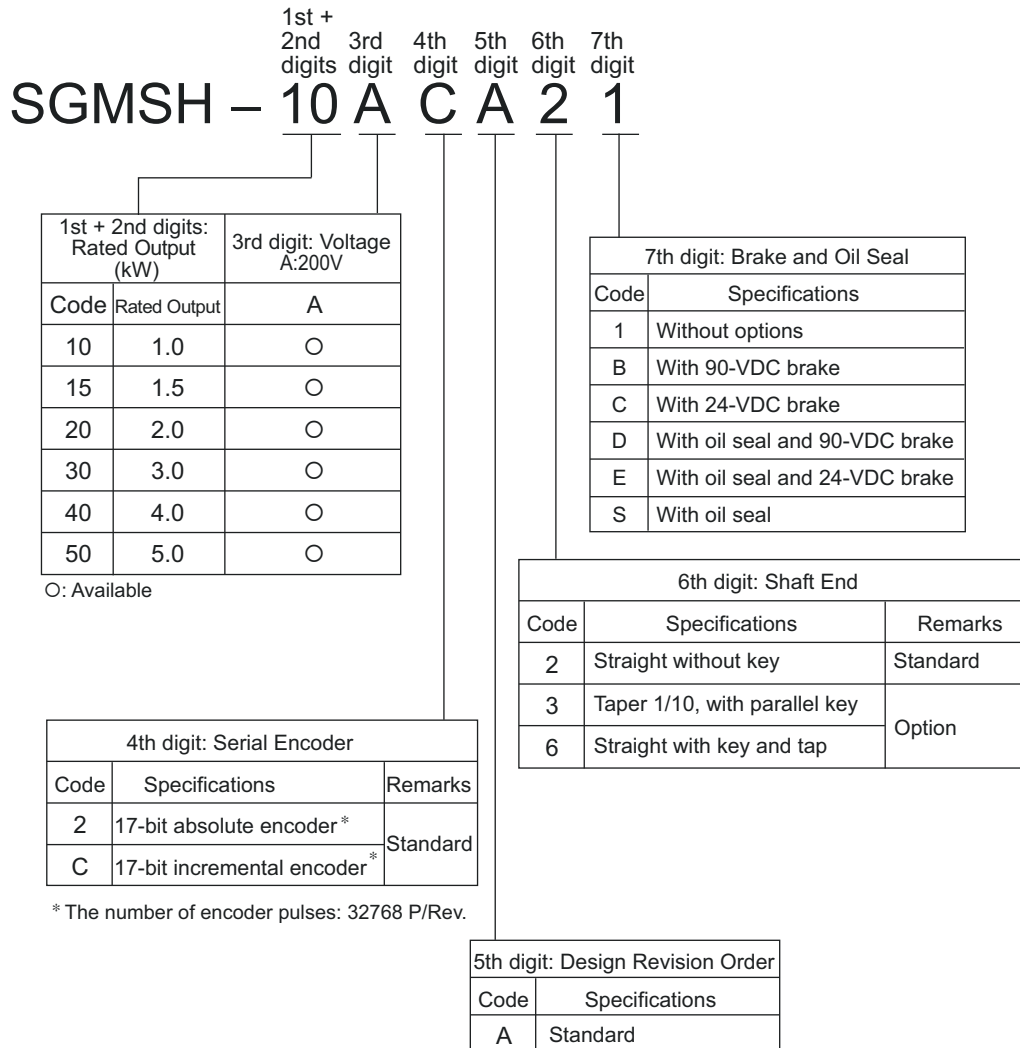 1st +
2nd 3rd 4th 5th 6th 7th
digits digit digit digit digit digit
SGMSH – 10 A C A 2 1
1st + 2nd digits:
Rated Output
(kW)
3rd digit: Voltage
A:200V
Code Rated Output A
10 1.0 ○
15 1.5 ○
20 2.0 ○
30 3.0 ○
40 4.0 ○
50 5.0 ○
○: Available
7th digit: Brake and Oil Seal
Code Specifications
1 Without options
B With 90-VDC brake
C With 24-VDC brake
D With oil seal and 90-VDC brake
E With oil seal and 24-VDC brake
S With oil seal
6th digit: Shaft End
Code Specifications Remarks
2 Straight without key Standard
3 Taper 1/10, with parallel key
Option
6 Straight with key and tap
4th digit: Serial Encoder
Code Specifications Remarks
2 17-bit absolute encoder*
Standard
C 17-bit incremental encoder*
* The number of encoder pulses: 32768 P/Rev.
5th digit: Design Revision Order
Code Specifications
A Standard